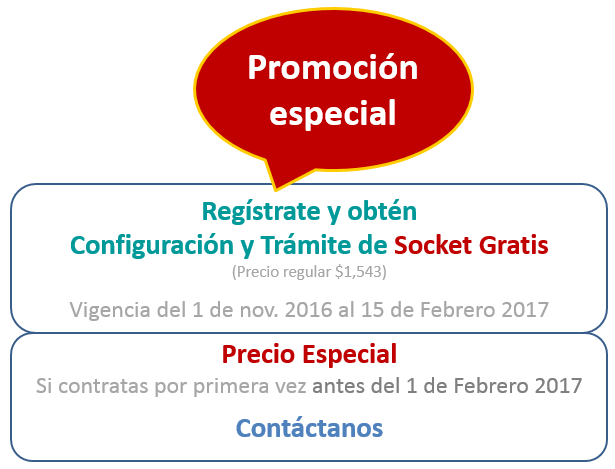 Promoción
especial
Regístrate y obtén
Configuración y Trámite de Socket Gratis
(Precio regular $1,543)
Vigencia del 1 de nov. 2016 al 15 de Febrero 2017
Precio Especial
Si contratas por primera vez antes del 1 de Febrero 2017
Contáctanos